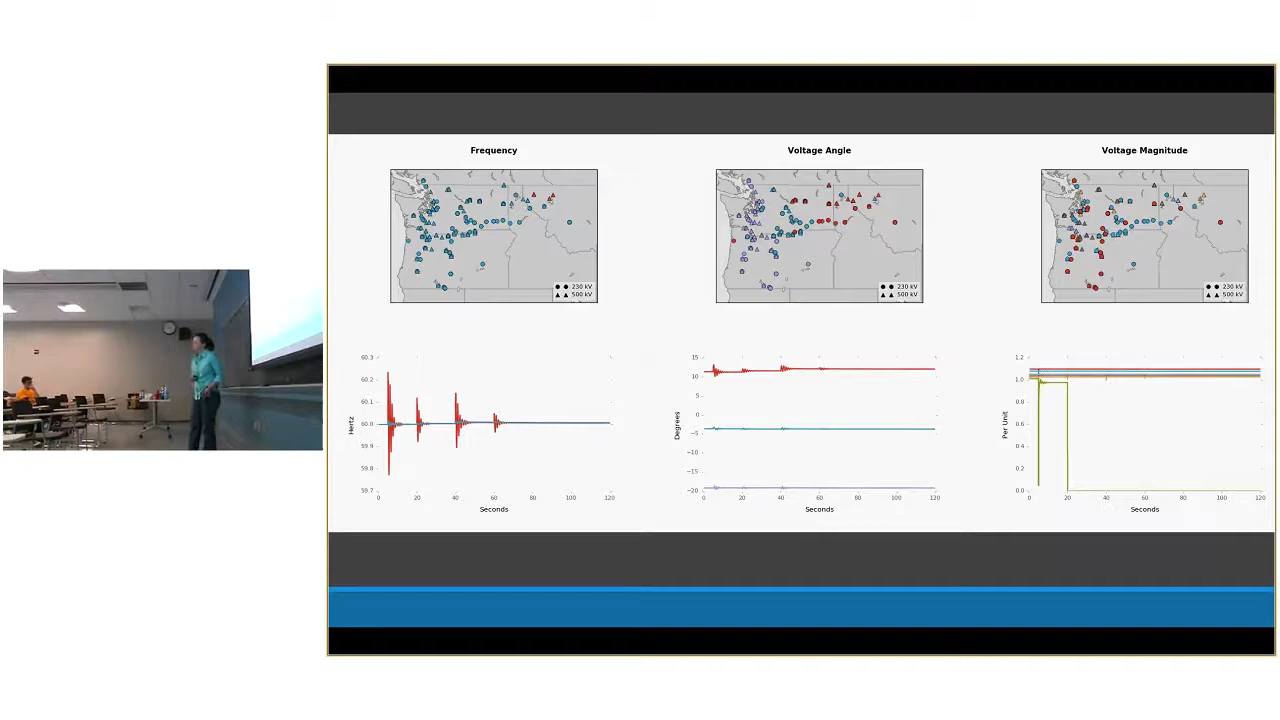 Frequency
230 kV
500 kV
60.3
60.2
60.1
60.0
59.9
59.8
59.7
Hertz
0 20 40 60 80 100 120
Seconds
Voltage Angle
230 kV
500 kV
15
10
5
0
−5
−10
−15
−20
Degrees
0 20 40 60 80 100 120
Seconds
Voltage Magnitude
230 kV
500 kV
1.2
1.0
0.8
0.6
0.4
0.2
0.0
Per Unit
0 20 40 60 80 100 120
Seconds